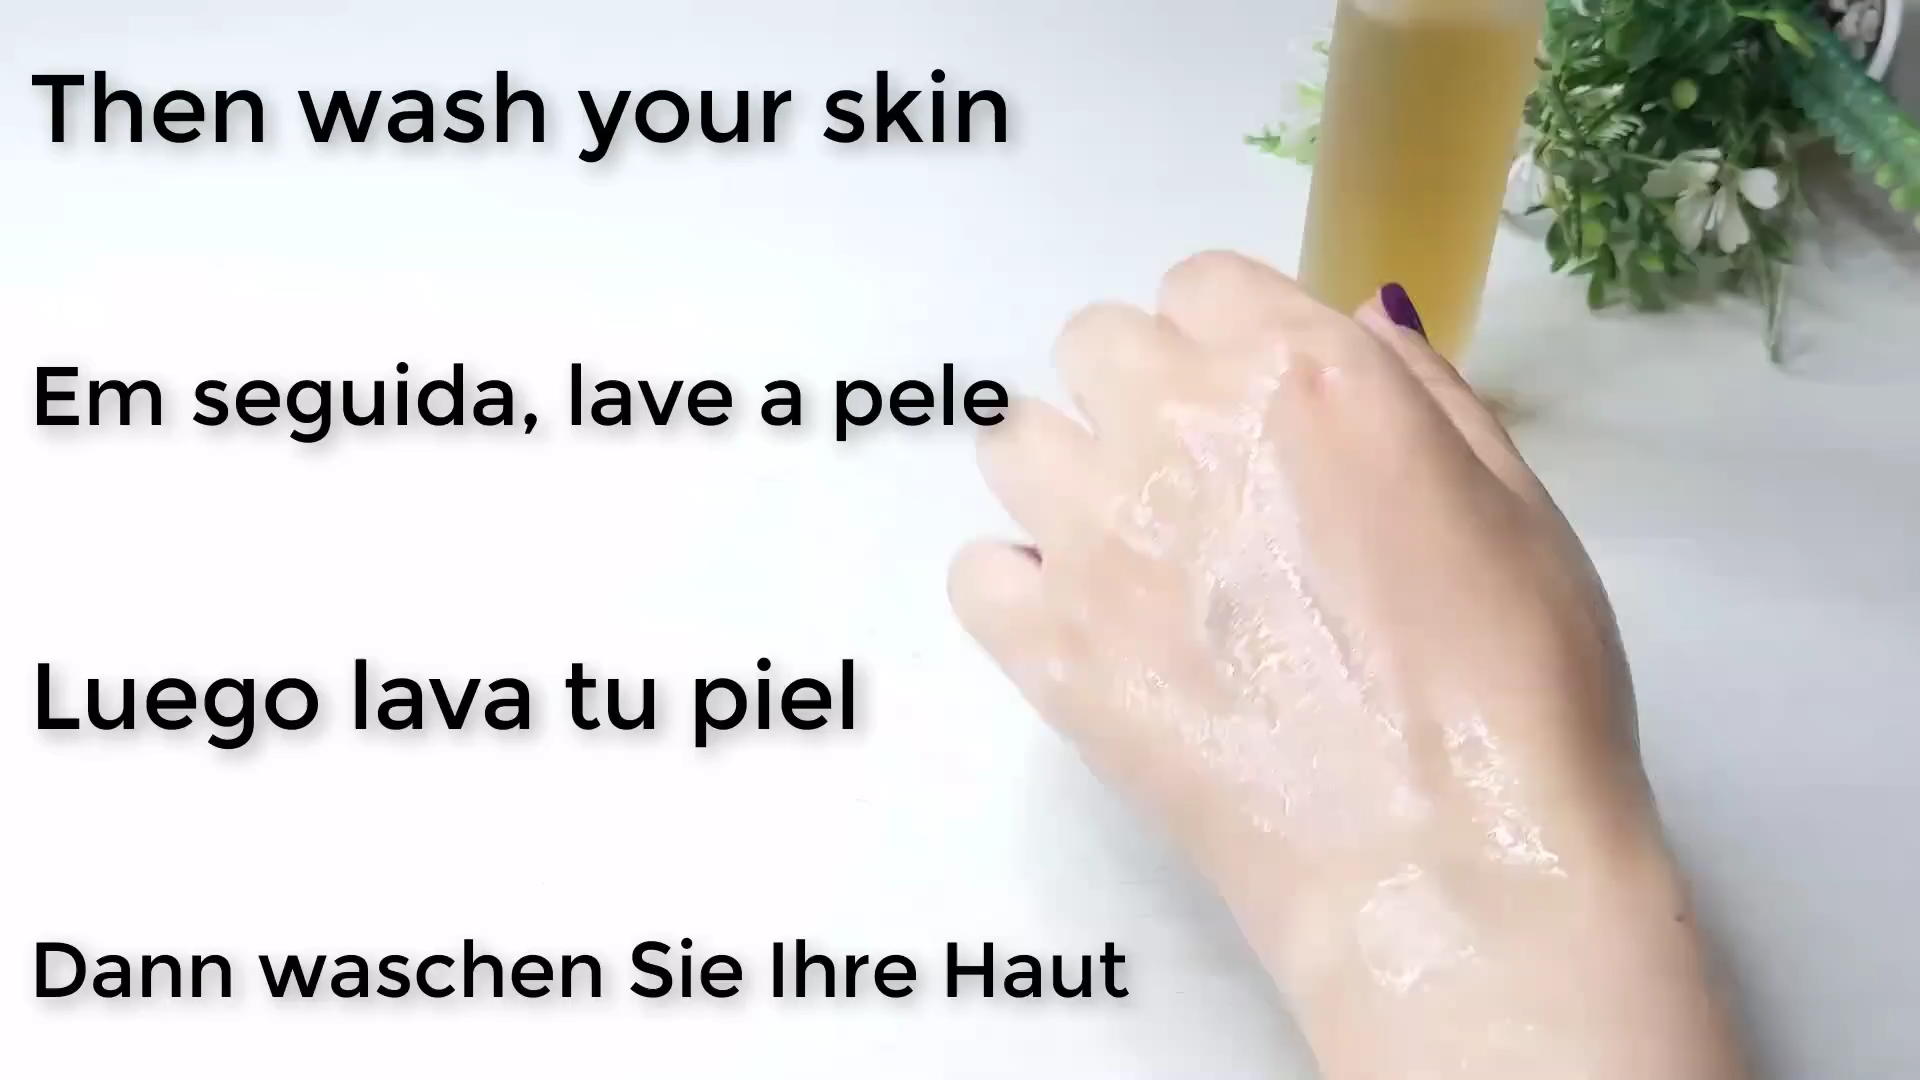 Then wash your skin
Em seguida, lave a pele
Luego lava tu piel
Dann waschen Sie Ihre Haut